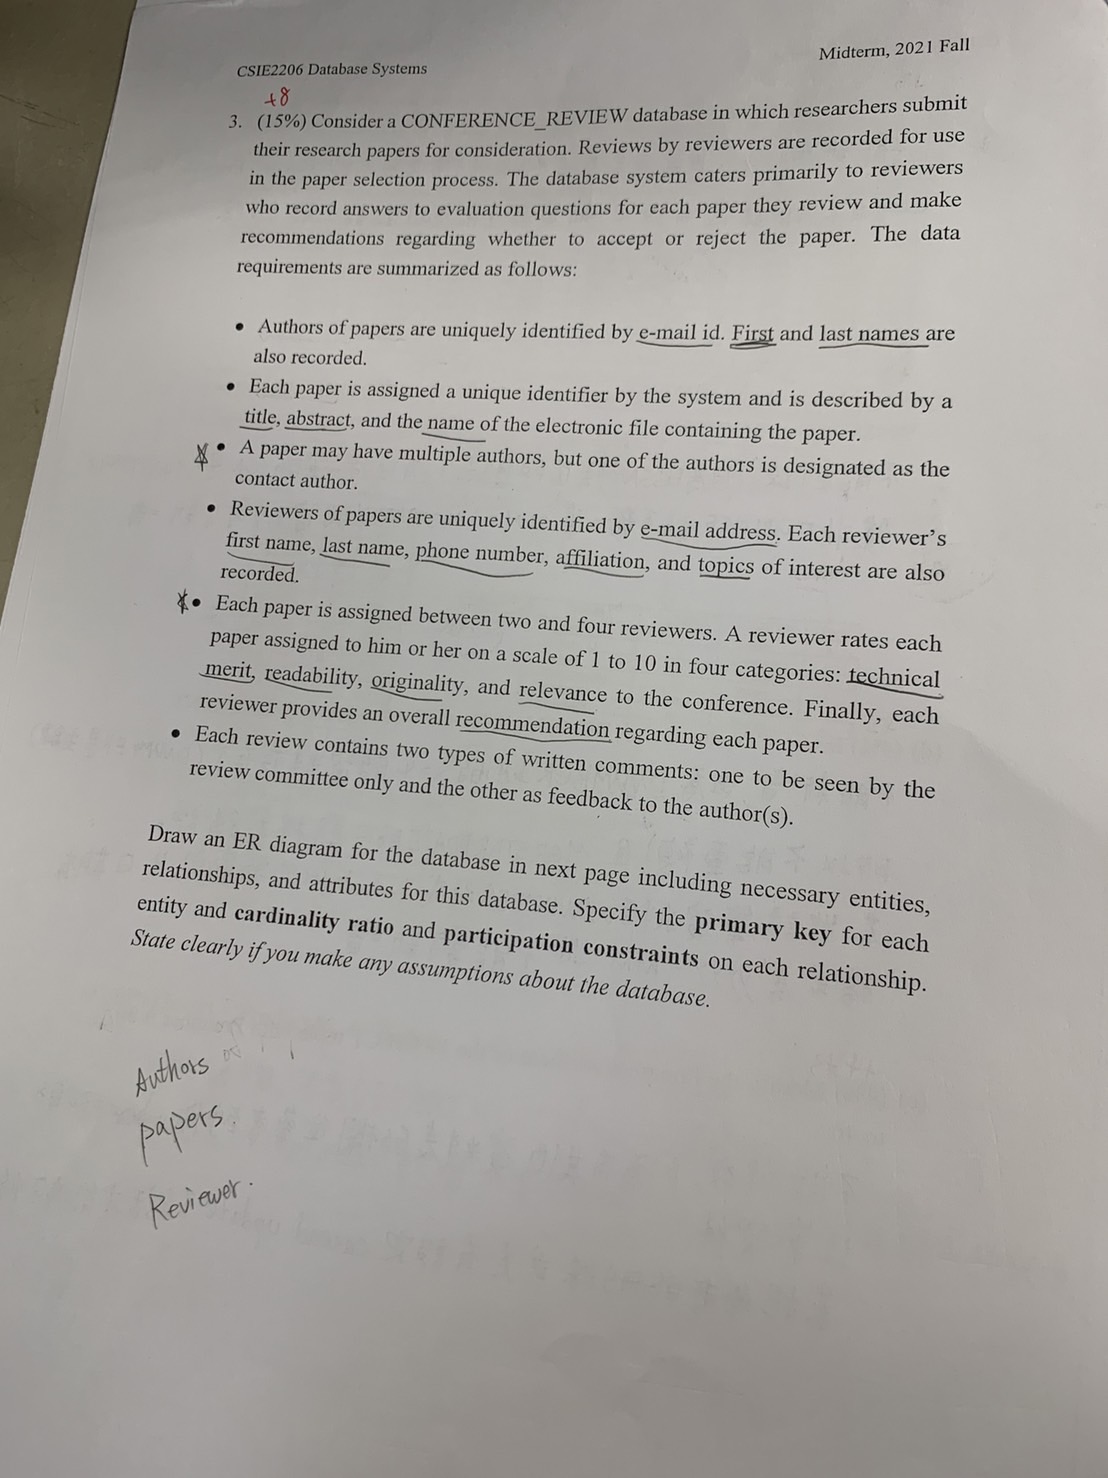 CSIE2206 Database Systems
Midterm, 2021 Fall
+8
3. (15%) Consider a CONFERENCE_REVIEW database in which researchers submit
their research papers for consideration. Reviews by reviewers are recorded for use
in the paper selection process. The database system caters primarily to reviewers
who record answers to evaluation questions for each paper they review and make
recommendations regarding whether to accept or reject the paper. The data
requirements are summarized as follows:
• Authors of papers are uniquely identified by e-mail id. First and last names are
also recorded.
• Each paper is assigned a unique identifier by the system and is described by a
title, abstract, and the name of the electronic file containing the paper.
• A paper may have multiple authors, but one of the authors is designated as the
contact author.
• Reviewers of papers are uniquely identified by e-mail address. Each reviewer's
first name, last name, phone number, affiliation, and topics of interest are also
recorded.
• Each paper is assigned between two and four reviewers. A reviewer rates each
paper assigned to him or her on a scale of 1 to 10 in four categories: technical
merit, readability, originality, and relevance to the conference. Finally, each
reviewer provides an overall recommendation regarding each paper.
• Each review contains two types of written comments: one to be seen by the
review committee only and the other as feedback to the author(s).
Draw an ER diagram for the database in next page including necessary entities,
relationships, and attributes for this database. Specify the primary key for each
entity and cardinality ratio and participation constraints on each relationship.
State clearly if you make any assumptions about the database.
Authors
papers.
Reviewer.